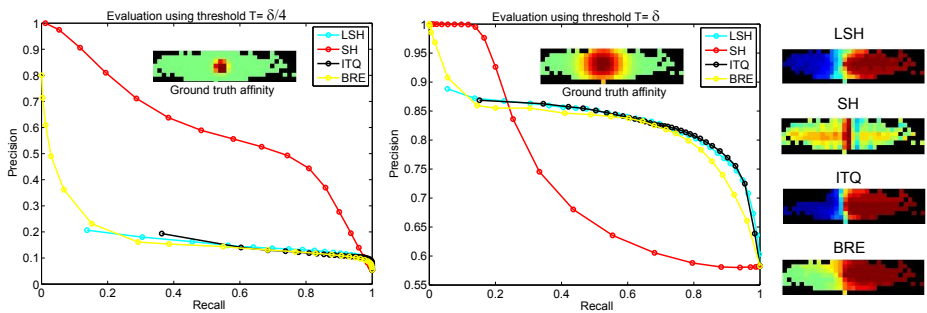 Evaluation using threshold T= δ/4
1
0.9
0.8
0.7
0.6
0.5
0.4
0.3
0.2
0.1
0
Precision
0
0.2
0.4
0.6
0.8
1
Recall
LSH
SH
ITQ
BRE
Ground truth affinity
Evaluation using threshold T= δ
1
0.95
0.9
0.85
0.8
0.75
0.7
0.65
0.6
0.55
Precision
0
0.2
0.4
0.6
0.8
1
Recall
LSH
SH
ITQ
BRE
Ground truth affinity
LSH
SH
ITQ
BRE